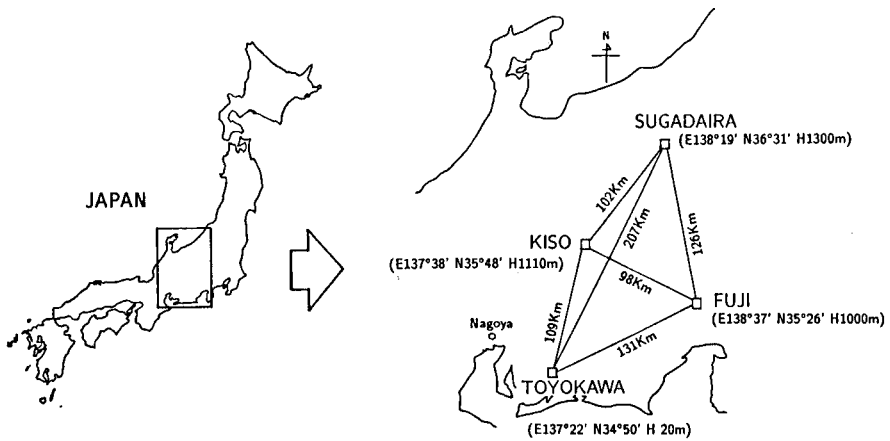 JAPAN
N
SUGADAIRA
(E138°19' N36°31' H1300m)
102Km
207Km
126Km
KISO
(E137°38' N35°48' H1110m)
98Km
109Km
FUJI
(E138°37' N35°26' H1000m)
Nagoya
131Km
TOYOKAWA
(E137°22' N34°50' H 20m)